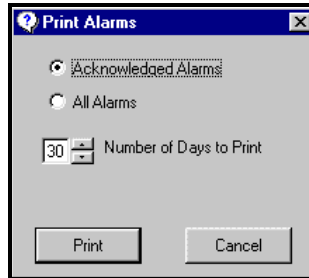 Print Alarms
Acknowledged Alarms
All Alarms
30 Number of Days to Print
Print Cancel